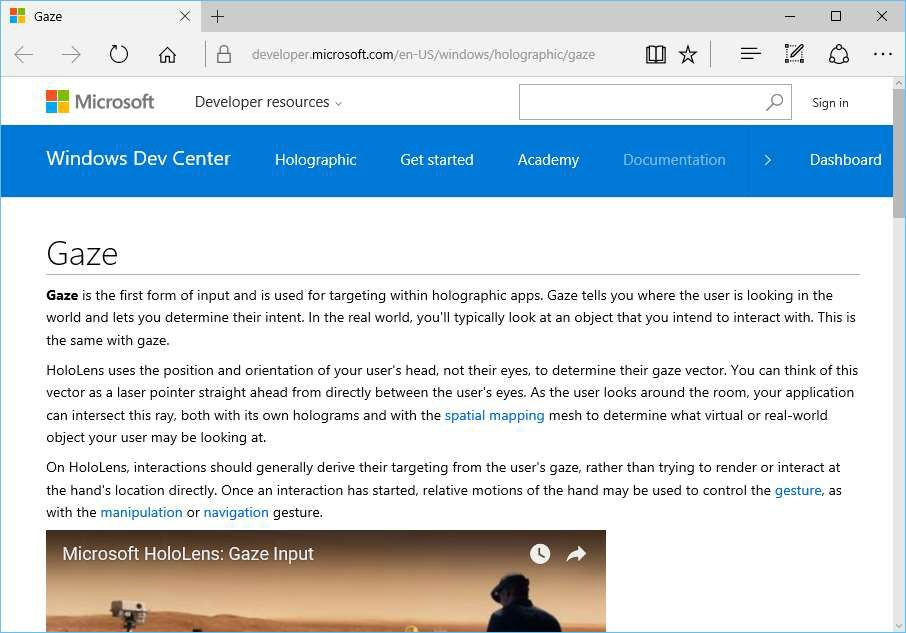 Gaze
developer.microsoft.com/en-US/windows/holographic/gaze
Microsoft
Developer resources
Sign in
Windows Dev Center
Holographic
Get started
Academy
Documentation
Dashboard
Gaze
Gaze is the first form of input and is used for targeting within holographic apps. Gaze tells you where the user is looking in the
world and lets you determine their intent. In the real world, you'll typically look at an object that you intend to interact with. This is
the same with gaze.
HoloLens uses the position and orientation of your user's head, not their eyes, to determine their gaze vector. You can think of this
vector as a laser pointer straight ahead from directly between the user's eyes. As the user looks around the room, your application
can intersect this ray, both with its own holograms and with the spatial mapping mesh to determine what virtual or real-world
object your user may be looking at.
On HoloLens, interactions should generally derive their targeting from the user's gaze, rather than trying to render or interact at
the hand's location directly. Once an interaction has started, relative motions of the hand may be used to control the gesture, as
with the manipulation or navigation gesture.
Microsoft HoloLens: Gaze Input